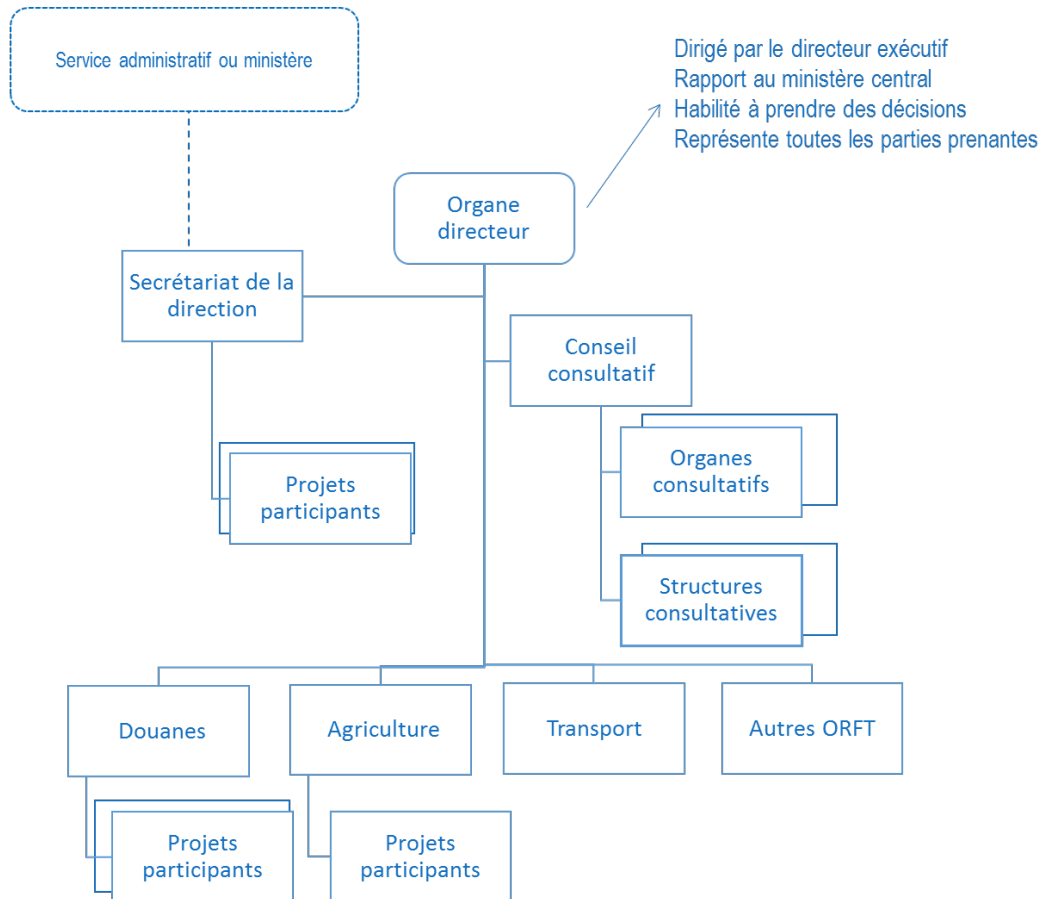 Service administratif ou ministère
Dirigé par le directeur exécutif
Rapport au ministère central
Habilité à prendre des décisions
Représente toutes les parties prenantes
Organe
directeur
Secrétariat de la
direction
Conseil
consultatif
Organes
consultatifs
Projets
participants
Structures
consultatives
Douanes
Agriculture
Transport
Autres ORFT
Projets
participants
Projets
participants